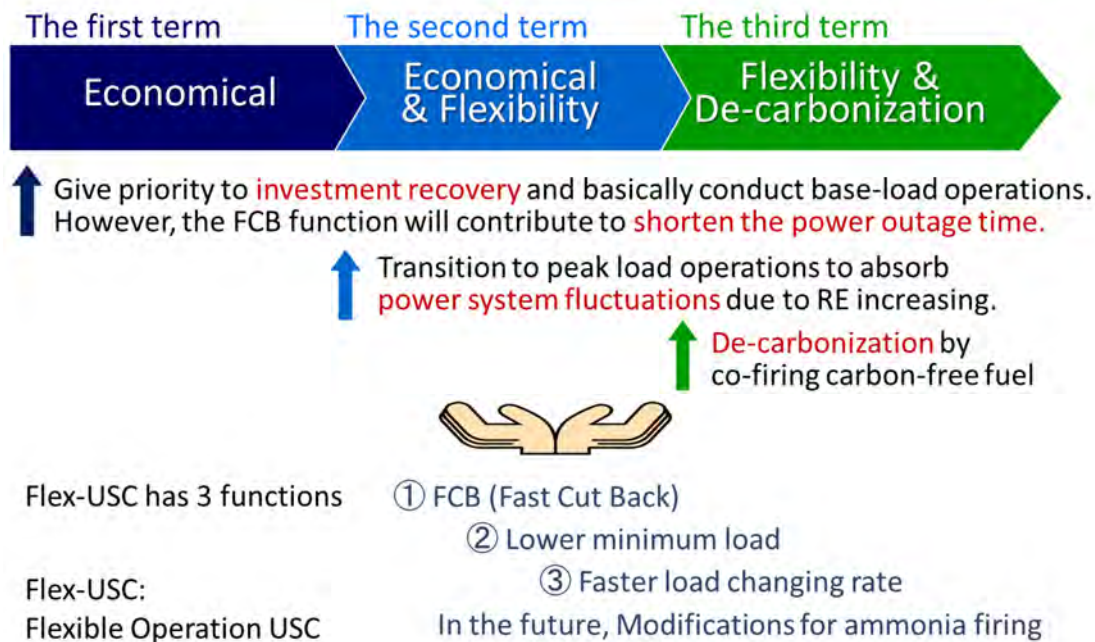 The first term
The second term
The third term
Economical
Economical
& Flexibility
Flexibility &
De-carbonization
Give priority to investment recovery and basically conduct base-load operations.
However, the FCB function will contribute to shorten the power outage time.
Transition to peak load operations to absorb
power system fluctuations due to RE increasing.
De-carbonization by
co-firing carbon-free fuel
Flex-USC has 3 functions
① FCB (Fast Cut Back)
② Lower minimum load
③ Faster load changing rate
Flex-USC:
Flexible Operation USC
In the future, Modifications for ammonia firing